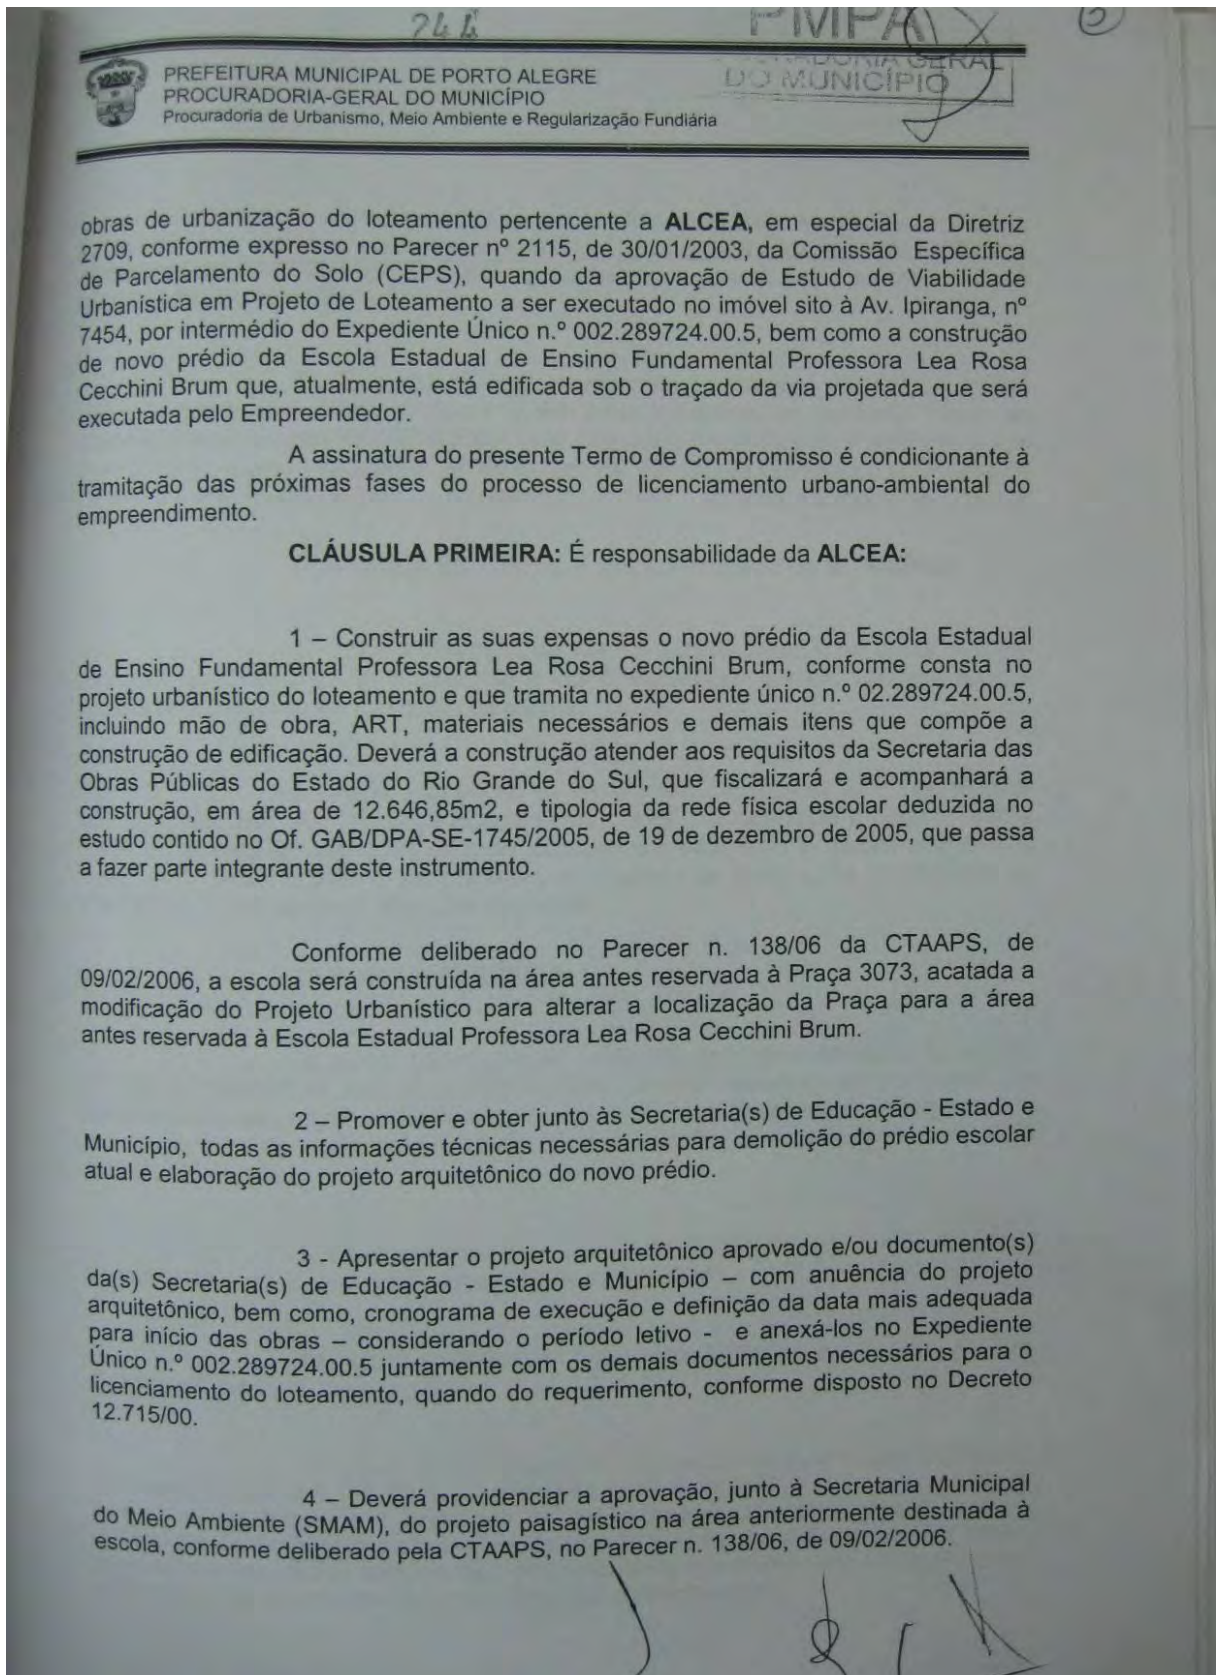 244
PMPA
5
PROCURADORIA GERAL
DO MUNICÍPIO
PREFEITURA MUNICIPAL DE PORTO ALEGRE
PROCURADORIA-GERAL DO MUNICÍPIO
Procuradoria de Urbanismo, Meio Ambiente e Regularização Fundiária
obras de urbanização do loteamento pertencente a ALCEA, em especial da Diretriz
2709, conforme expresso no Parecer nº 2115, de 30/01/2003, da Comissão Específica
de Parcelamento do Solo (CEPS), quando da aprovação de Estudo de Viabilidade
Urbanística em Projeto de Loteamento a ser executado no imóvel sito à Av. Ipiranga, nº
7454, por intermédio do Expediente Único n.º 002.289724.00.5, bem como a construção
de novo prédio da Escola Estadual de Ensino Fundamental Professora Lea Rosa
Cecchini Brum que, atualmente, está edificada sob o traçado da via projetada que será
executada pelo Empreendedor.
A assinatura do presente Termo de Compromisso é condicionante à
tramitação das próximas fases do processo de licenciamento urbano-ambiental do
empreendimento.
CLÁUSULA PRIMEIRA: É responsabilidade da ALCEA:
1 – Construir as suas expensas o novo prédio da Escola Estadual
de Ensino Fundamental Professora Lea Rosa Cecchini Brum, conforme consta no
projeto urbanístico do loteamento e que tramita no expediente único n.º 02.289724.00.5,
incluindo mão de obra, ART, materiais necessários e demais itens que compõe a
construção de edificação. Deverá a construção atender aos requisitos da Secretaria das
Obras Públicas do Estado do Rio Grande do Sul, que fiscalizará e acompanhará a
construção, em área de 12.646,85m2, e tipologia da rede física escolar deduzida no
estudo contido no Of. GAB/DPA-SE-1745/2005, de 19 de dezembro de 2005, que passa
a fazer parte integrante deste instrumento.
Conforme deliberado no Parecer n. 138/06 da CTAAPS, de
09/02/2006, a escola será construída na área antes reservada à Praça 3073, acatada a
modificação do Projeto Urbanístico para alterar a localização da Praça para a área
antes reservada à Escola Estadual Professora Lea Rosa Cecchini Brum.
2 – Promover e obter junto às Secretaria(s) de Educação - Estado e
Município, todas as informações técnicas necessárias para demolição do prédio escolar
atual e elaboração do projeto arquitetônico do novo prédio.
3 - Apresentar o projeto arquitetônico aprovado e/ou documento(s)
da(s) Secretaria(s) de Educação - Estado e Município – com anuência do projeto
arquitetônico, bem como, cronograma de execução e definição da data mais adequada
para início das obras – considerando o período letivo - e anexá-los no Expediente
Único n.º 002.289724.00.5 juntamente com os demais documentos necessários para o
licenciamento do loteamento, quando do requerimento, conforme disposto no Decreto
12.715/00.
4 – Deverá providenciar a aprovação, junto à Secretaria Municipal
do Meio Ambiente (SMAM), do projeto paisagístico na área anteriormente destinada à
escola, conforme deliberado pela CTAAPS, no Parecer n. 138/06, de 09/02/2006.